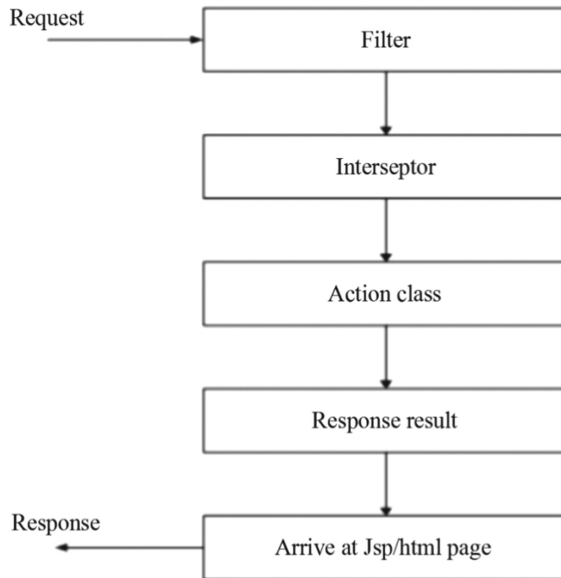 Request
Filter
Interseptor
Action class
Response result
Response
Arrive at Jsp/html page